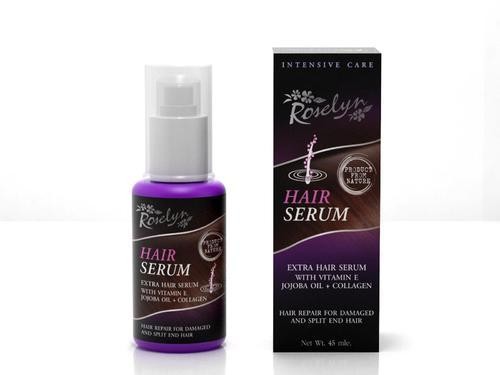 Roselyn
PRODUCT
FROM
NATURE
HAIR
SERUM
EXTRA HAIR SERUM
WITH VITAMIN E
JOJOBA OIL + COLLAGEN
HAIR REPAIR FOR DAMAGED
AND SPLIT END HAIR
INTENSIVE CARE
Roselyn
PRODUCT
FROM
NATURE
HAIR
SERUM
EXTRA HAIR SERUM
WITH VITAMIN E
JOJOBA OIL + COLLAGEN
HAIR REPAIR FOR DAMAGED
AND SPLIT END HAIR
Net Wt. 45 mle.